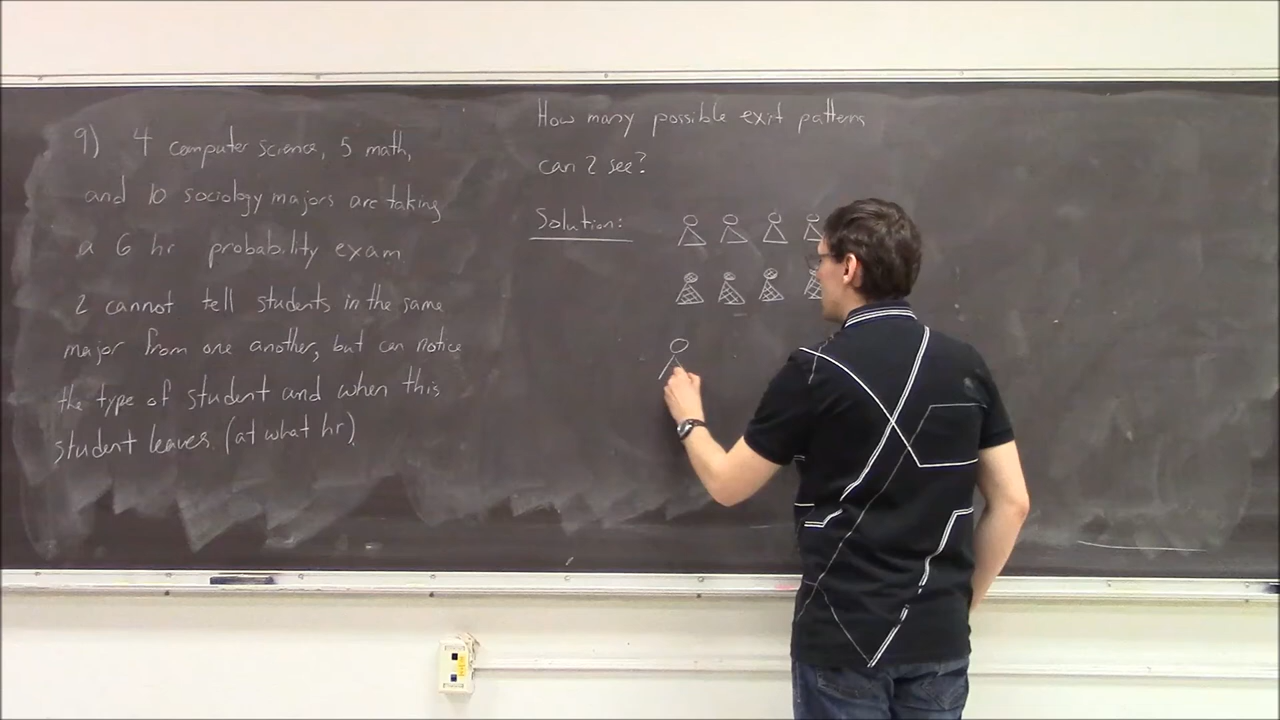 9) 4 computer science, 5 math,
and 10 sociology majors are taking
a 6 hr probability exam
2 cannot tell students in the same
major from one another, but can notice
the type of student and when this
student leaves (at what hr).
How many possible exit patterns
can 2 see?
Solution: